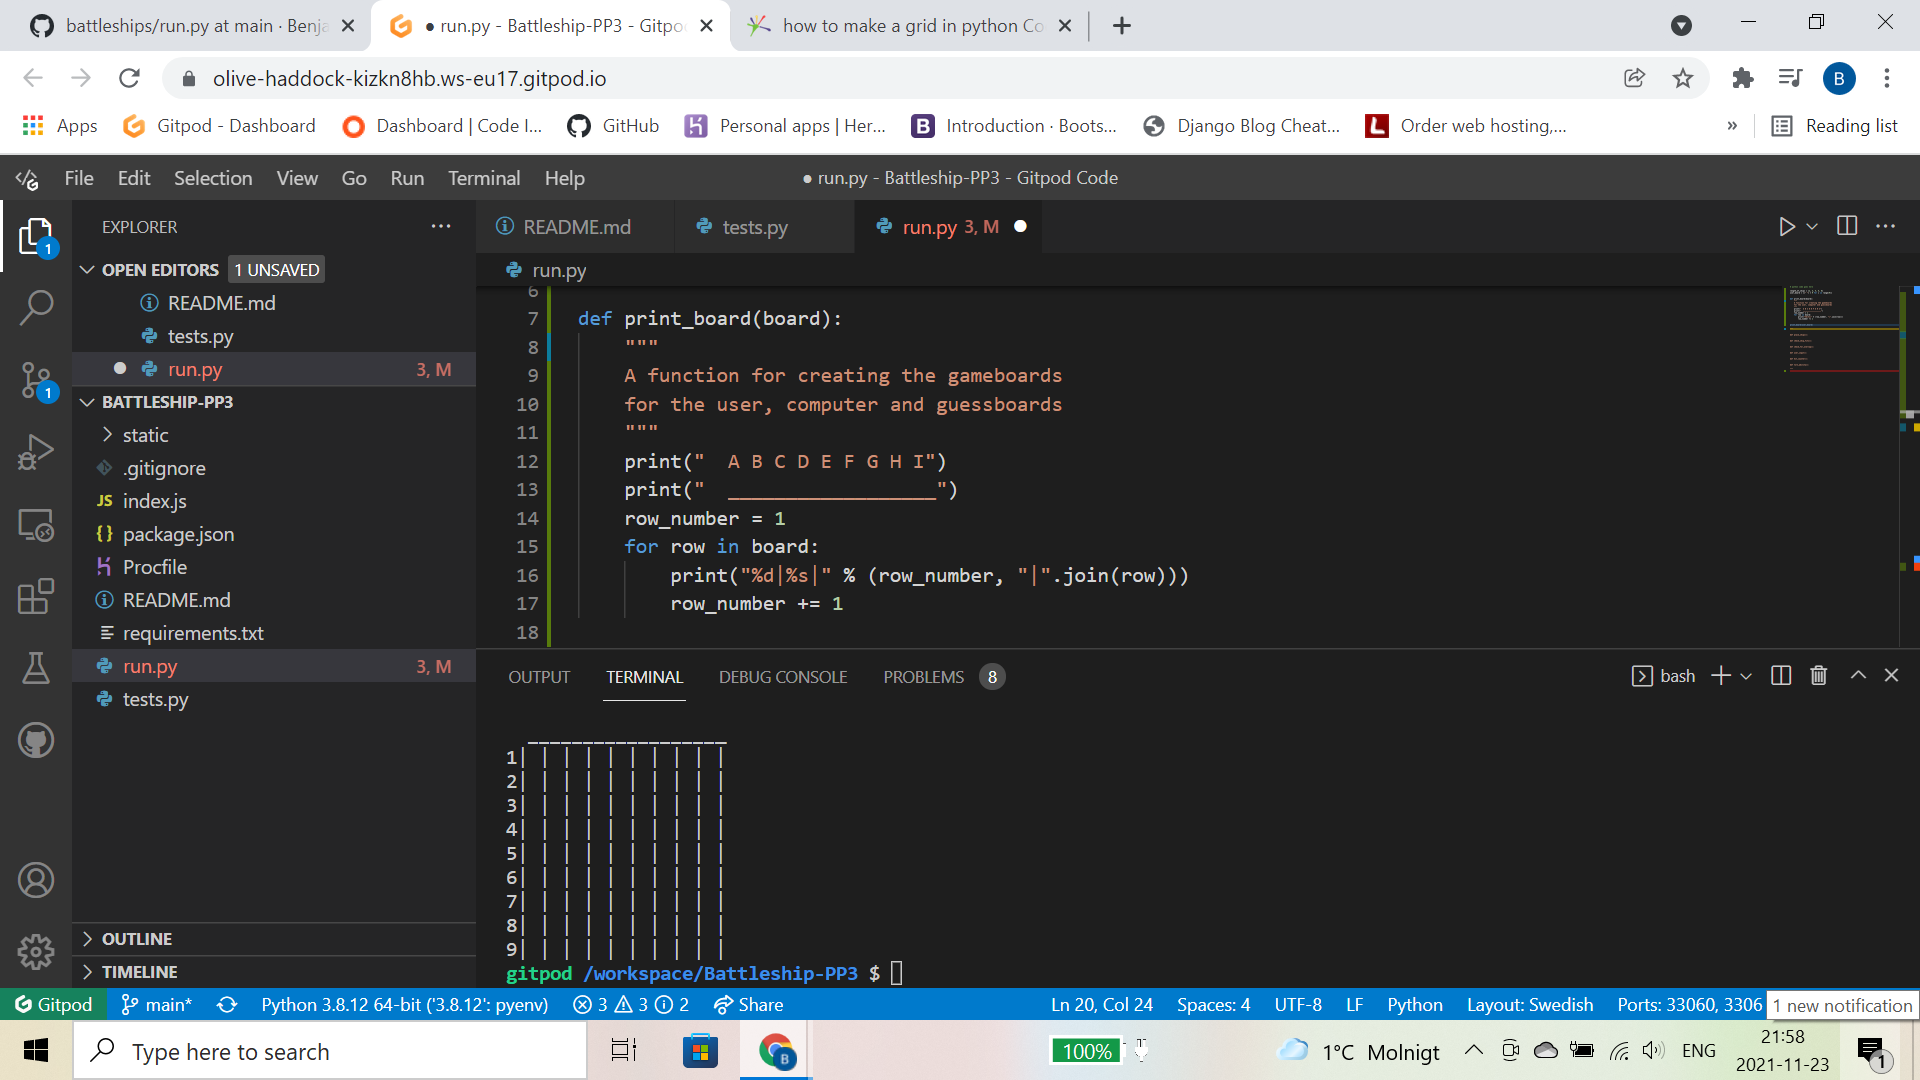 battleships/run.py at main · Benja
● run.py - Battleship-PP3 - Gitpo
how to make a grid in python Co
olive-haddock-kizkn8hb.ws-eu17.gitpod.io
B
Apps
Gitpod - Dashboard
Dashboard | Code I...
GitHub
Personal apps | Her...
Introduction · Boots...
Django Blog Cheat...
Order web hosting,...
»
Reading list
File Edit Selection View Go Run Terminal Help
● run.py - Battleship-PP3 - Gitpod Code
EXPLORER
README.md
tests.py
run.py 3, M
run.py
OPEN EDITORS 1 UNSAVED
README.md
tests.py
run.py 3, M
BATTLESHIP-PP3
static
.gitignore
JS index.js
{} package.json
Procfile
README.md
requirements.txt
run.py 3, M
tests.py
OUTLINE
TIMELINE
1
1
6
7 def print_board(board):
8 """
9 A function for creating the gameboards
10 for the user, computer and guessboards
11 """
12 print("  A B C D E F G H I")
13 print("  __________________")
14 row_number = 1
15 for row in board:
16 print("%d|%s|" % (row_number, "|".join(row)))
17 row_number += 1
18
OUTPUT TERMINAL DEBUG CONSOLE PROBLEMS 8
bash
__________________
1| | | | | | | | | |
2| | | | | | | | | |
3| | | | | | | | | |
4| | | | | | | | | |
5| | | | | | | | | |
6| | | | | | | | | |
7| | | | | | | | | |
8| | | | | | | | | |
9| | | | | | | | | |
gitpod /workspace/Battleship-PP3 $
Gitpod main* Python 3.8.12 64-bit ('3.8.12': pyenv) 3 3 2 Share
Ln 20, Col 24 Spaces: 4 UTF-8 LF Python Layout: Swedish Ports: 33060, 3306
1 new notification
Type here to search
B
100%
1°C Molnigt
ENG
21:58
2021-11-23
1